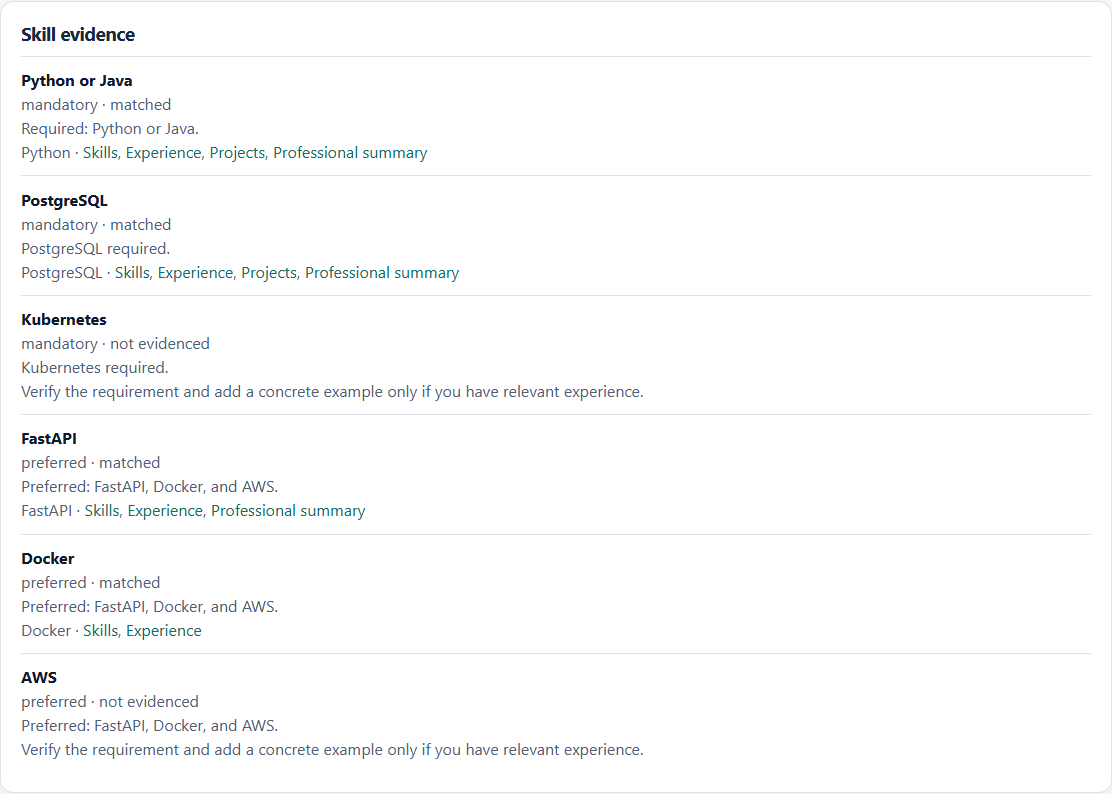 Skill evidence
Python or Java
mandatory · matched
Required: Python or Java.
Python · Skills, Experience, Projects, Professional summary
PostgreSQL
mandatory · matched
PostgreSQL required.
PostgreSQL · Skills, Experience, Projects, Professional summary
Kubernetes
mandatory · not evidenced
Kubernetes required.
Verify the requirement and add a concrete example only if you have relevant experience.
FastAPI
preferred · matched
Preferred: FastAPI, Docker, and AWS.
FastAPI · Skills, Experience, Professional summary
Docker
preferred · matched
Preferred: FastAPI, Docker, and AWS.
Docker · Skills, Experience
AWS
preferred · not evidenced
Preferred: FastAPI, Docker, and AWS.
Verify the requirement and add a concrete example only if you have relevant experience.